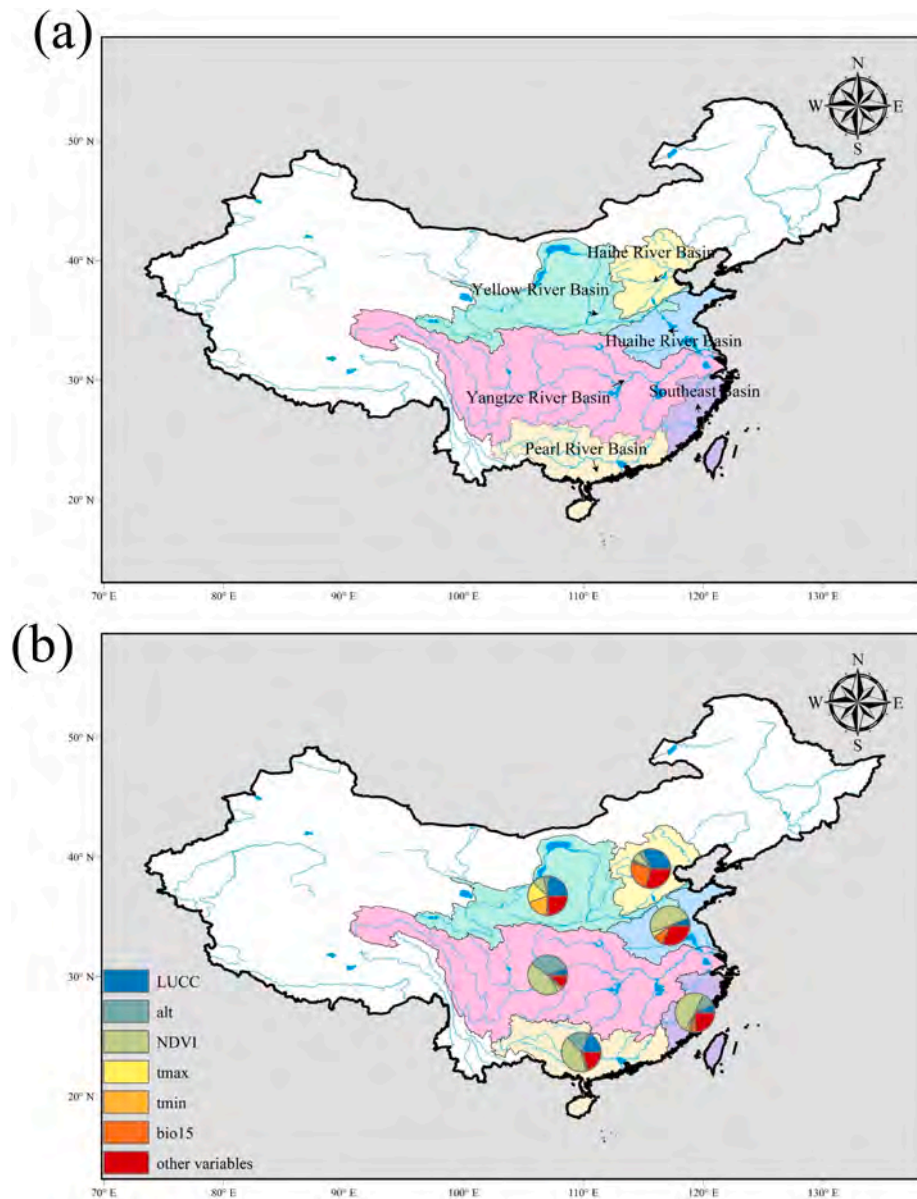 (a)
N
W E
S
50° N
40° N
30° N
20° N
Haihe River Basin
Yellow River Basin
Huaihe River Basin
Yangtze River Basin
Southeast Basin
Pearl River Basin
70° E 80° E 90° E 100° E 110° E 120° E 130° E
(b)
N
W E
S
50° N
40° N
30° N
20° N
LUCC
alt
NDVI
tmax
tmin
bio15
other variables
70° E 80° E 90° E 100° E 110° E 120° E 130° E